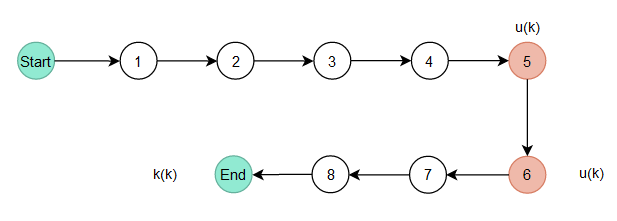 u(k)
Start 1 2 3 4 5
k(k) End 8 7 6 u(k)